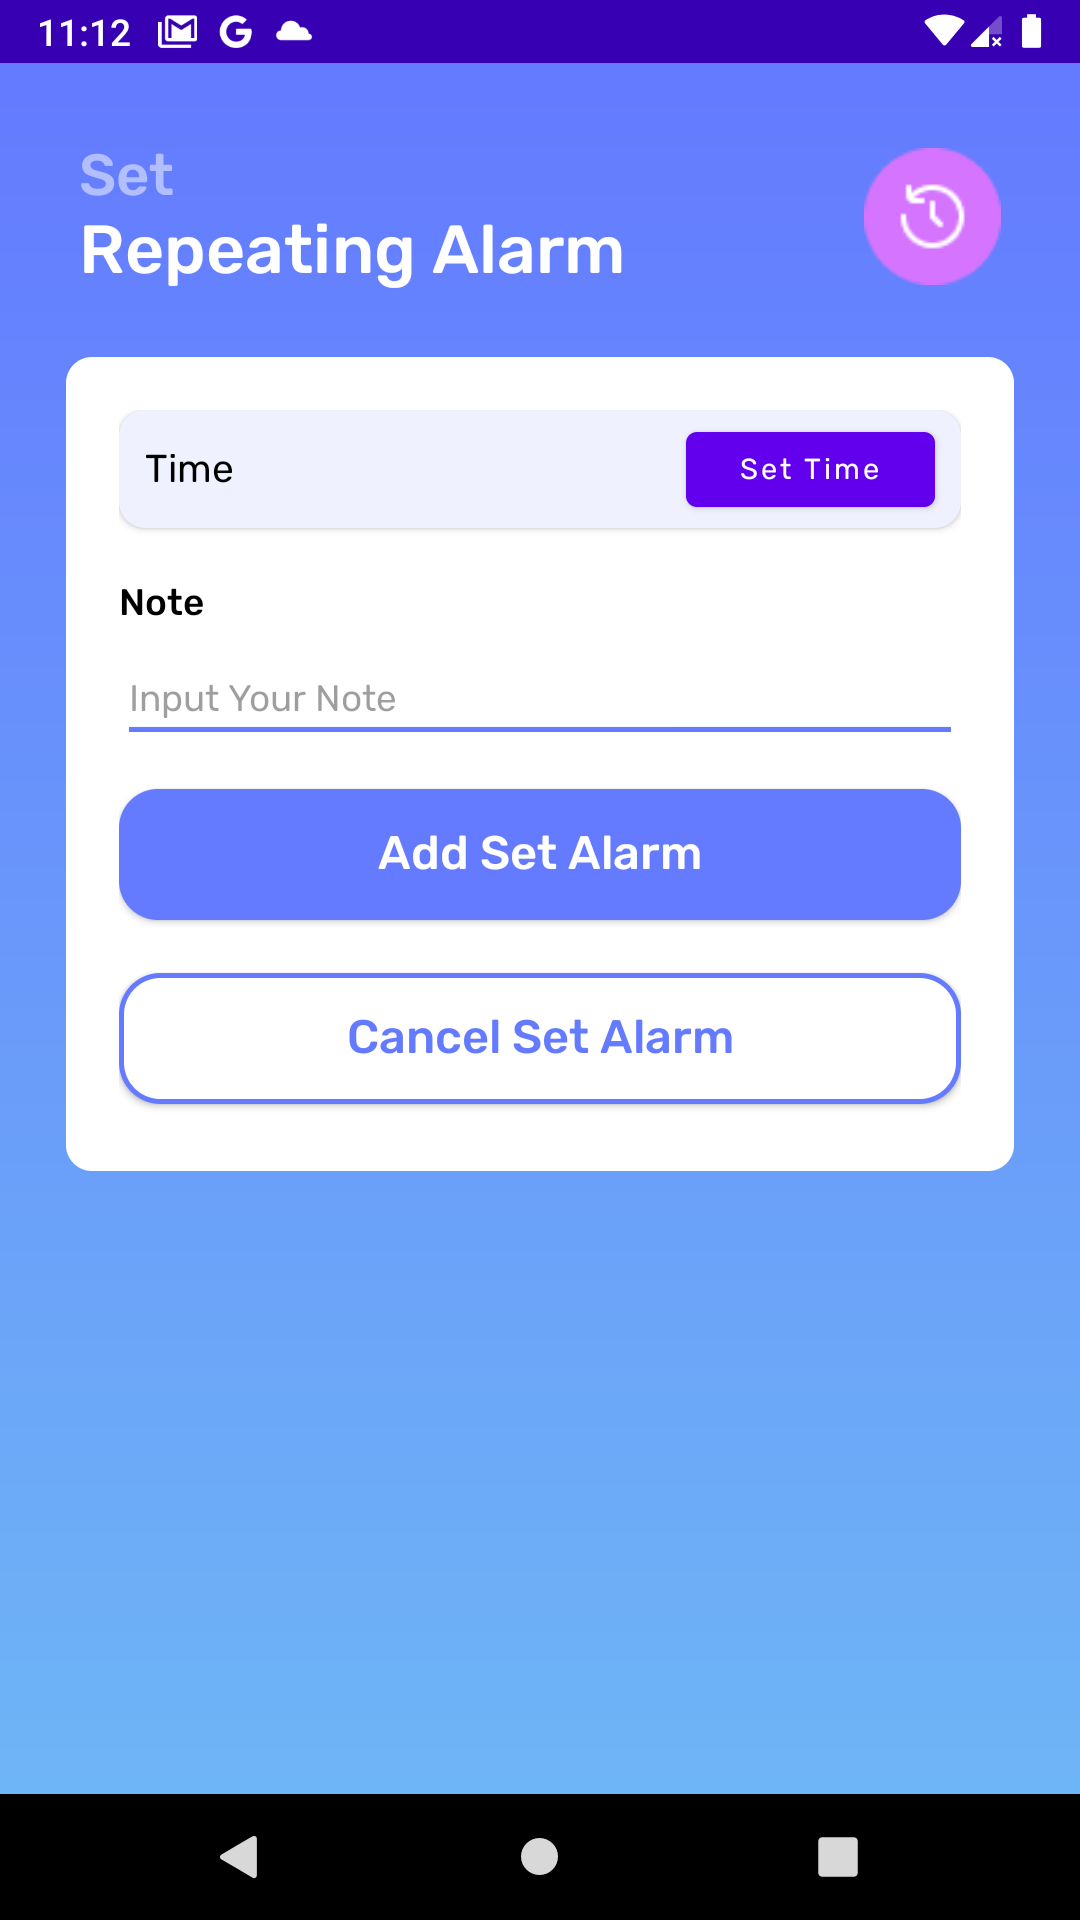 11:12
Set
Repeating Alarm
Time
Set Time
Note
Input Your Note
Add Set Alarm
Cancel Set Alarm